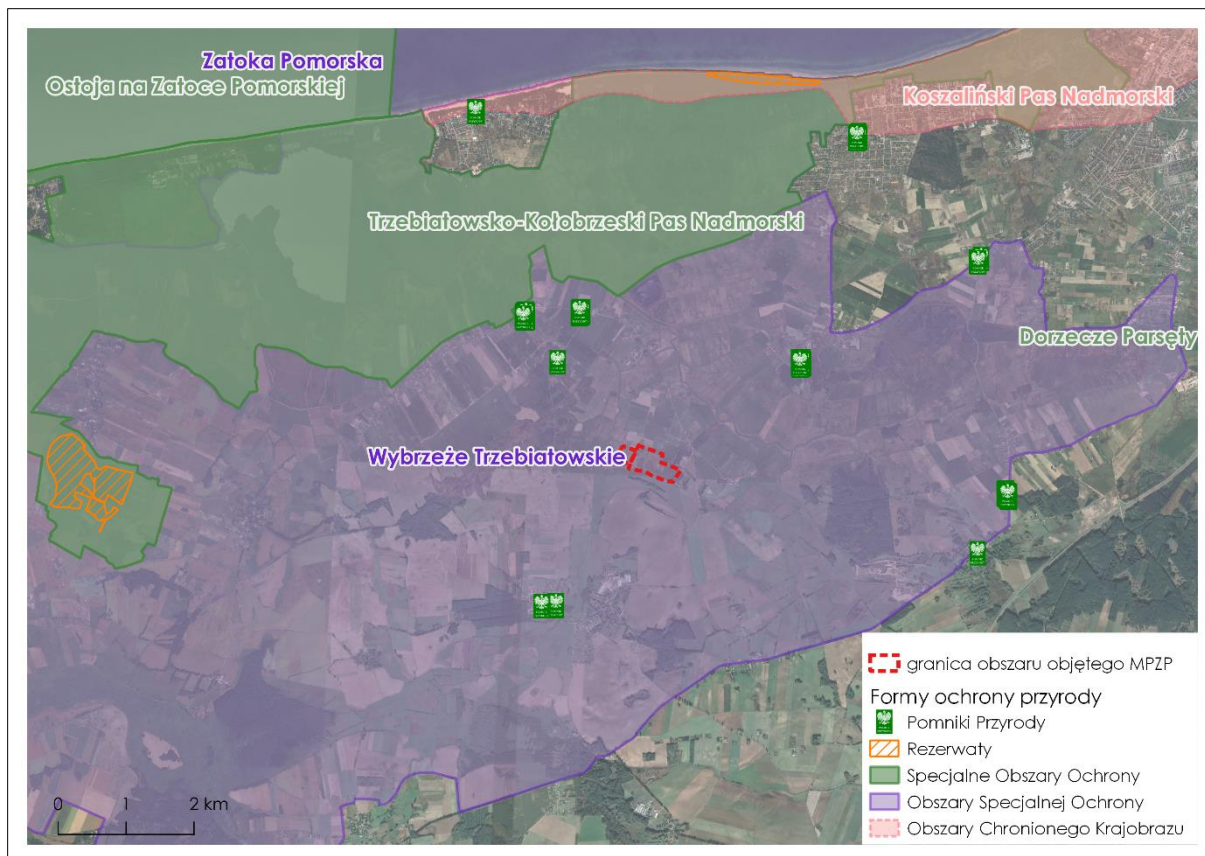 Zatoka Pomorska
Ostoja na Zatoce Pomorskiej
Koszaliński Pas Nadmorski
Trzebiatowsko-Kołobrzeski Pas Nadmorski
Dorzecze Parsęty
Wybrzeże Trzebiatowskie
granica obszaru objętego MPZP
Formy ochrony przyrody
Pomniki Przyrody
Rezerwaty
Specjalne Obszary Ochrony
Obszary Specjalnej Ochrony
Obszary Chronionego Krajobrazu
0 1 2 km